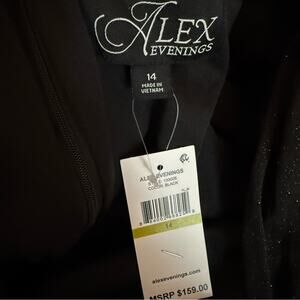 ALEX
EVENINGS
14
MADE IN
VIETNAM
ALEX EVENINGS
COLOR: BLACK
14
alexevenings.com
MSRP $159.00